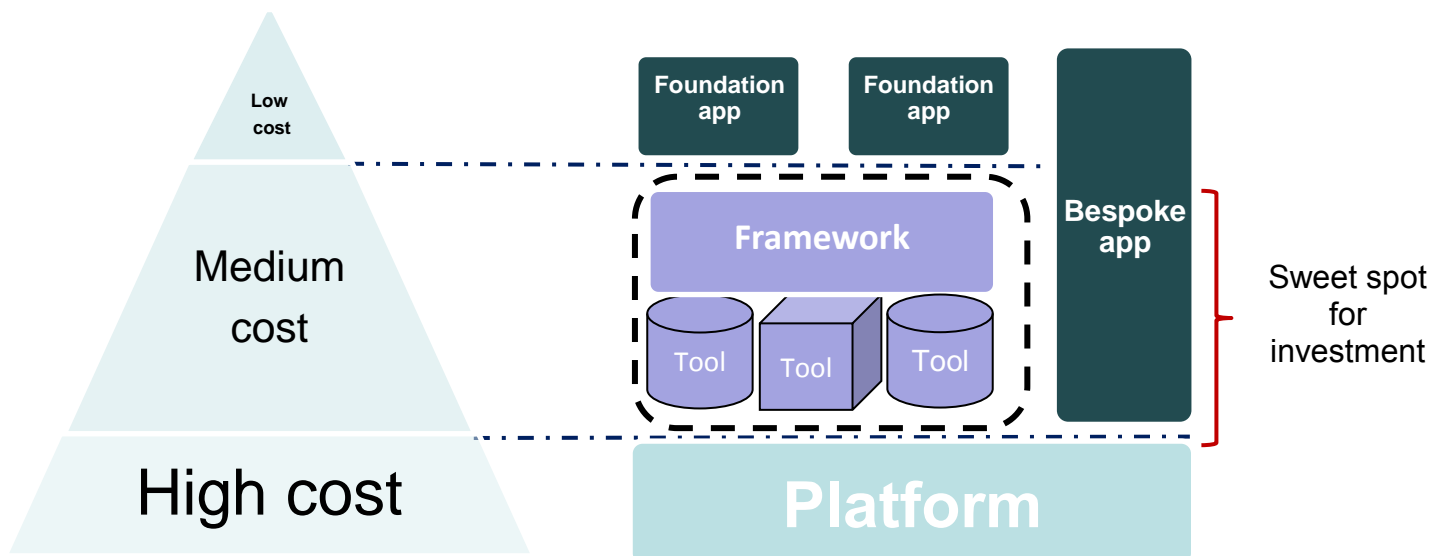 Low
cost
Medium
cost
High cost
Foundation
app
Foundation
app
Framework
Tool
Tool
Tool
Bespoke
app
Platform
Sweet spot
for
investment